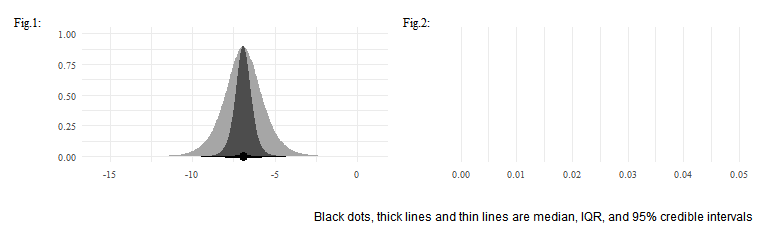 Fig.1:
Fig.2:
1.00
0.75
0.50
0.25
0.00
-15 -10 -5 0
0.00 0.01 0.02 0.03 0.04 0.05
Black dots, thick lines and thin lines are median, IQR, and 95% credible intervals